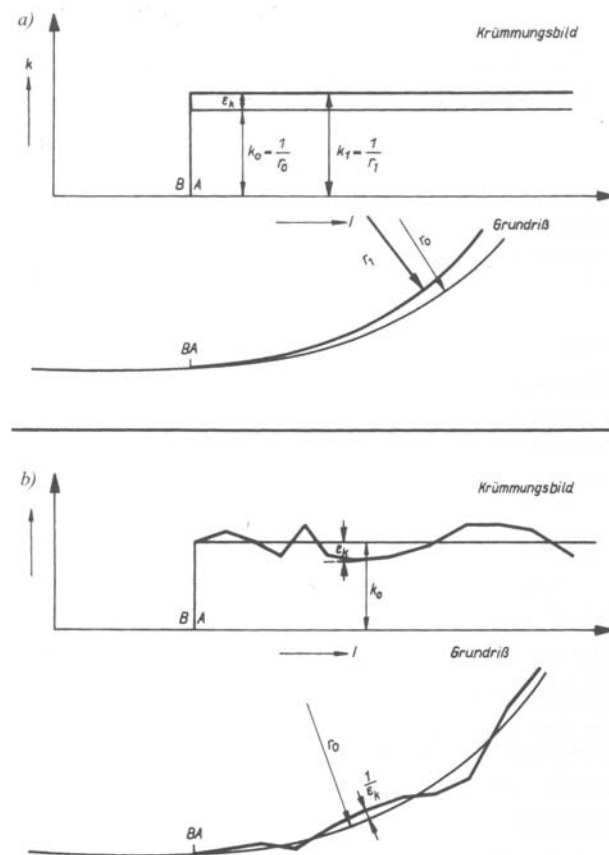 a)
Krümmungsbild
k
ε_k
k_0 = 1/r_0
k_1 = 1/r_1
B A
l
Grundriß
r_1
r_0
BA
b)
Krümmungsbild
ε_k
k_0
B A
l
Grundriß
r_0
1/ε_k
BA